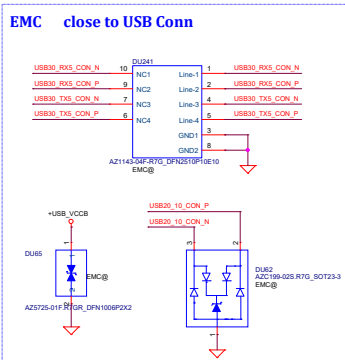 EMC close to USB Conn
DU241
USB30_RX5_CON_N 10 NC1 Line-1 1 USB30_RX5_CON_N
USB30_RX5_CON_P 9 NC2 Line-2 2 USB30_RX5_CON_P
USB30_TX5_CON_N 7 NC3 Line-3 4 USB30_TX5_CON_N
USB30_TX5_CON_P 6 NC4 Line-4 5 USB30_TX5_CON_P
GND1 3
GND2 8
AZ1143-04F-R7G_DFN2510P10E10
EMC@
+USB_VCCB
DU65
1
EMC@
2
AZ5725-01F.R7GR_DFN1006P2X2
USB20_10_CON_P
USB20_10_CON_N
3 2
DU62
AZC199-02S.R7G_SOT23-3
EMC@
1